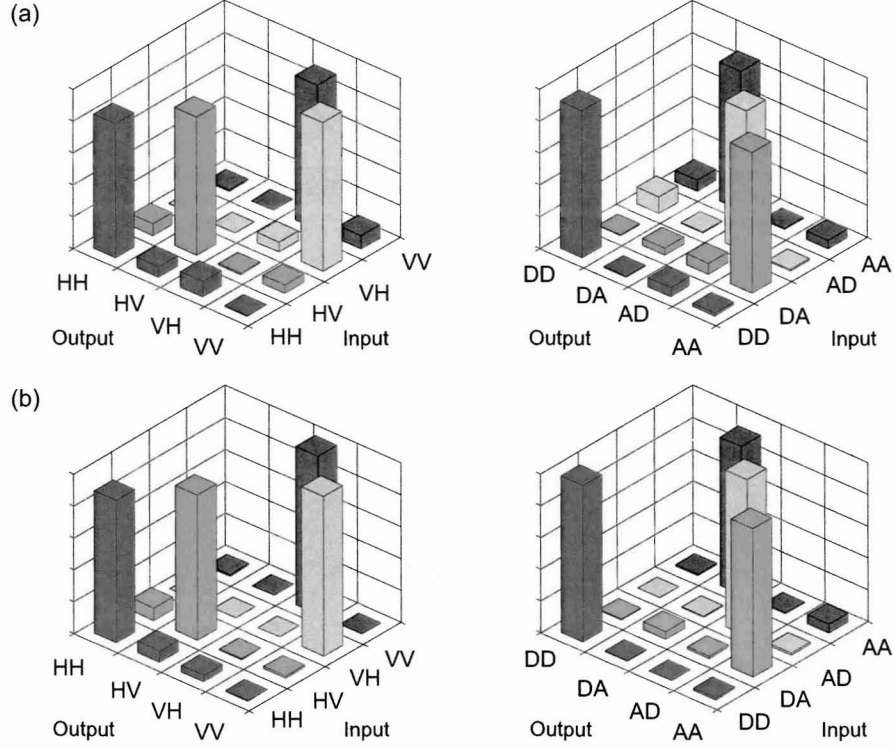 (a)
HH
HV
VH
VV
Output
HH
HV
VH
VV
Input
DD
DA
AD
AA
Output
DD
DA
AD
AA
Input
(b)
HH
HV
VH
VV
Output
HH
HV
VH
VV
Input
DD
DA
AD
AA
Output
DD
DA
AD
AA
Input